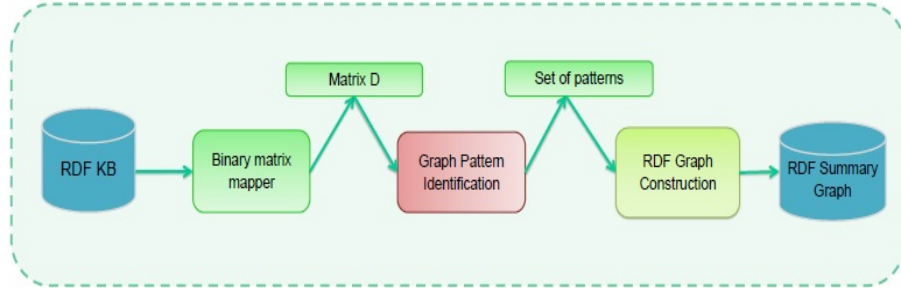 RDF KB
Binary matrix
mapper
Matrix D
Graph Pattern
Identification
Set of patterns
RDF Graph
Construction
RDF Summary
Graph